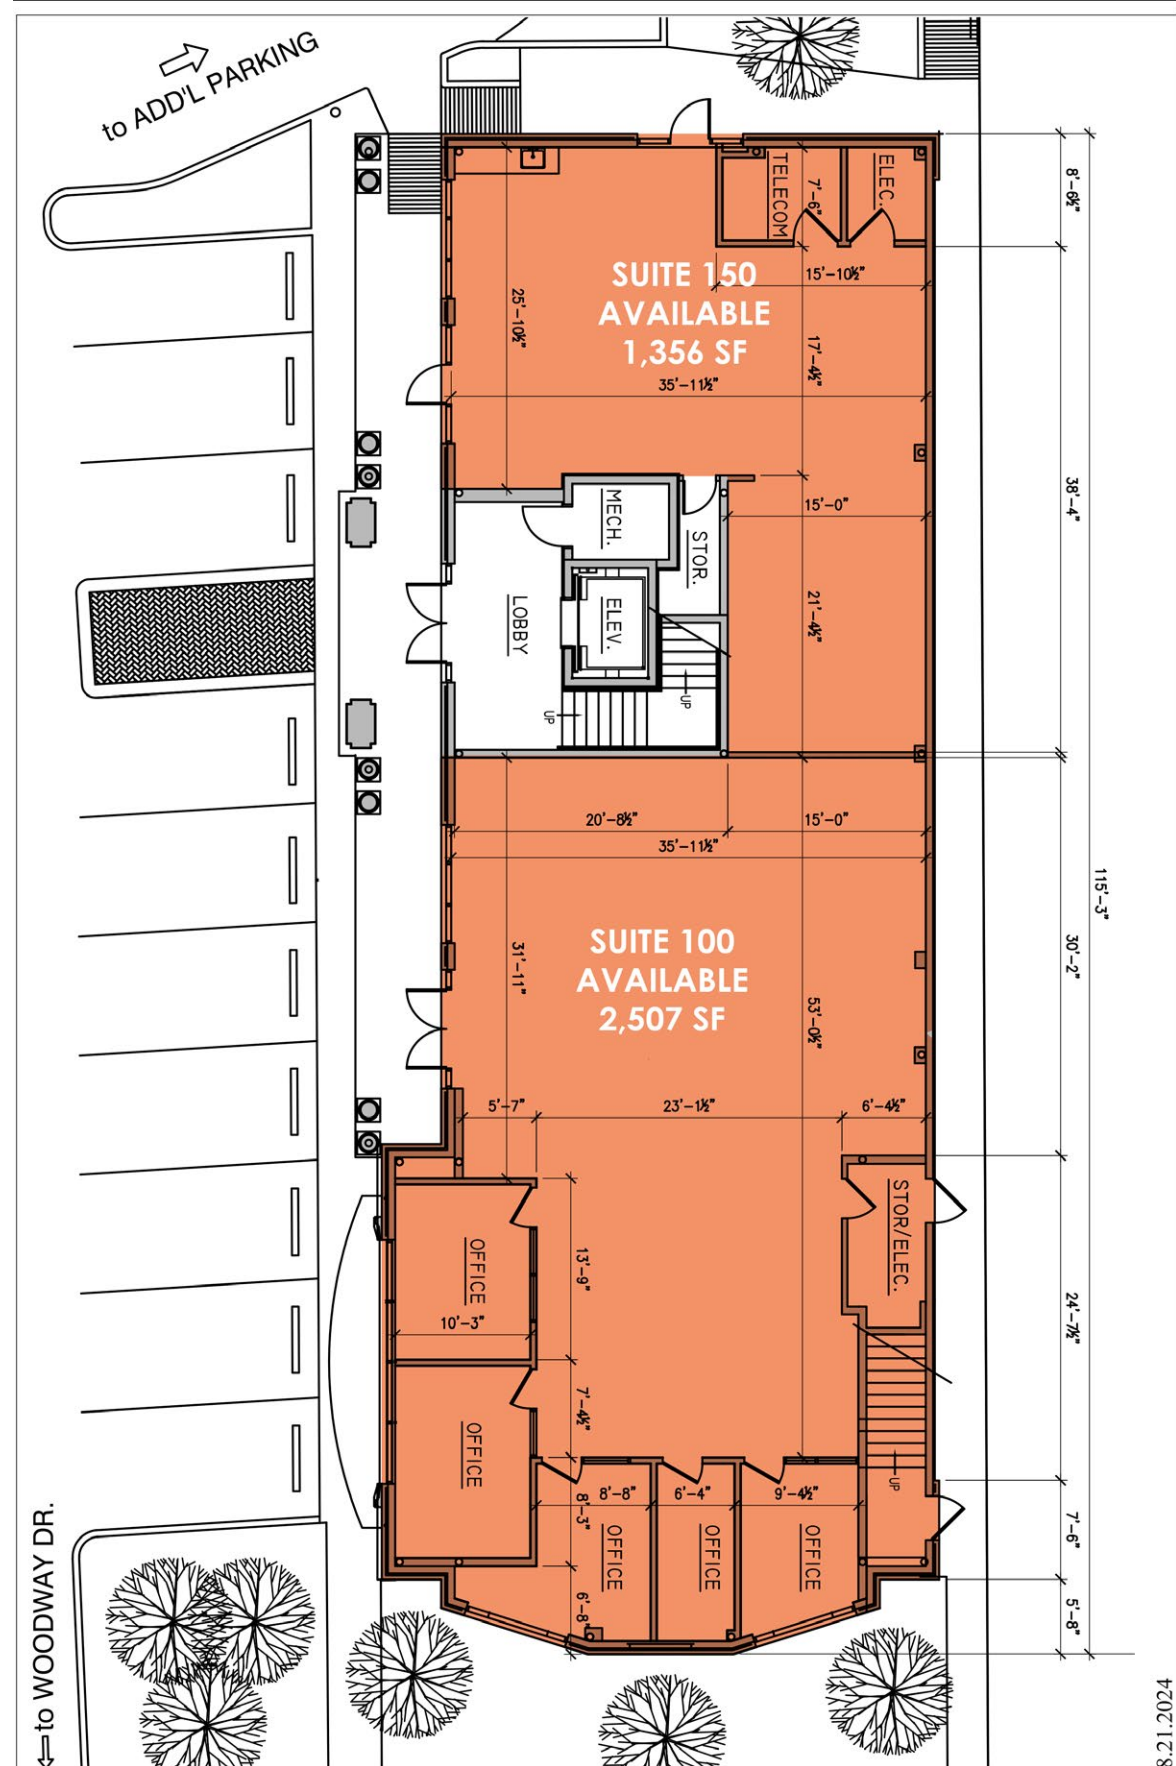 to ADD'L PARKING
TELECOM
ELEC.
7'-6"
8'-6½"
SUITE 150
AVAILABLE
1,356 SF
15'-10½"
25'-10½"
17'-4½"
35'-11½"
38'-4"
MECH.
STOR.
15'-0"
LOBBY
ELEV.
21'-4½"
UP
UP
20'-8½"
15'-0"
35'-11½"
115'-3"
SUITE 100
AVAILABLE
2,507 SF
31'-11"
53'-0½"
30'-2"
5'-7"
23'-1½"
6'-4½"
STOR/ELEC.
OFFICE
13'-9"
10'-3"
24'-7½"
OFFICE
7'-4½"
UP
8'-8"
6'-4"
9'-4½"
8'-3"
OFFICE
OFFICE
OFFICE
7'-6"
6'-8"
5'-8"
to WOODWAY DR.
8.21.2024